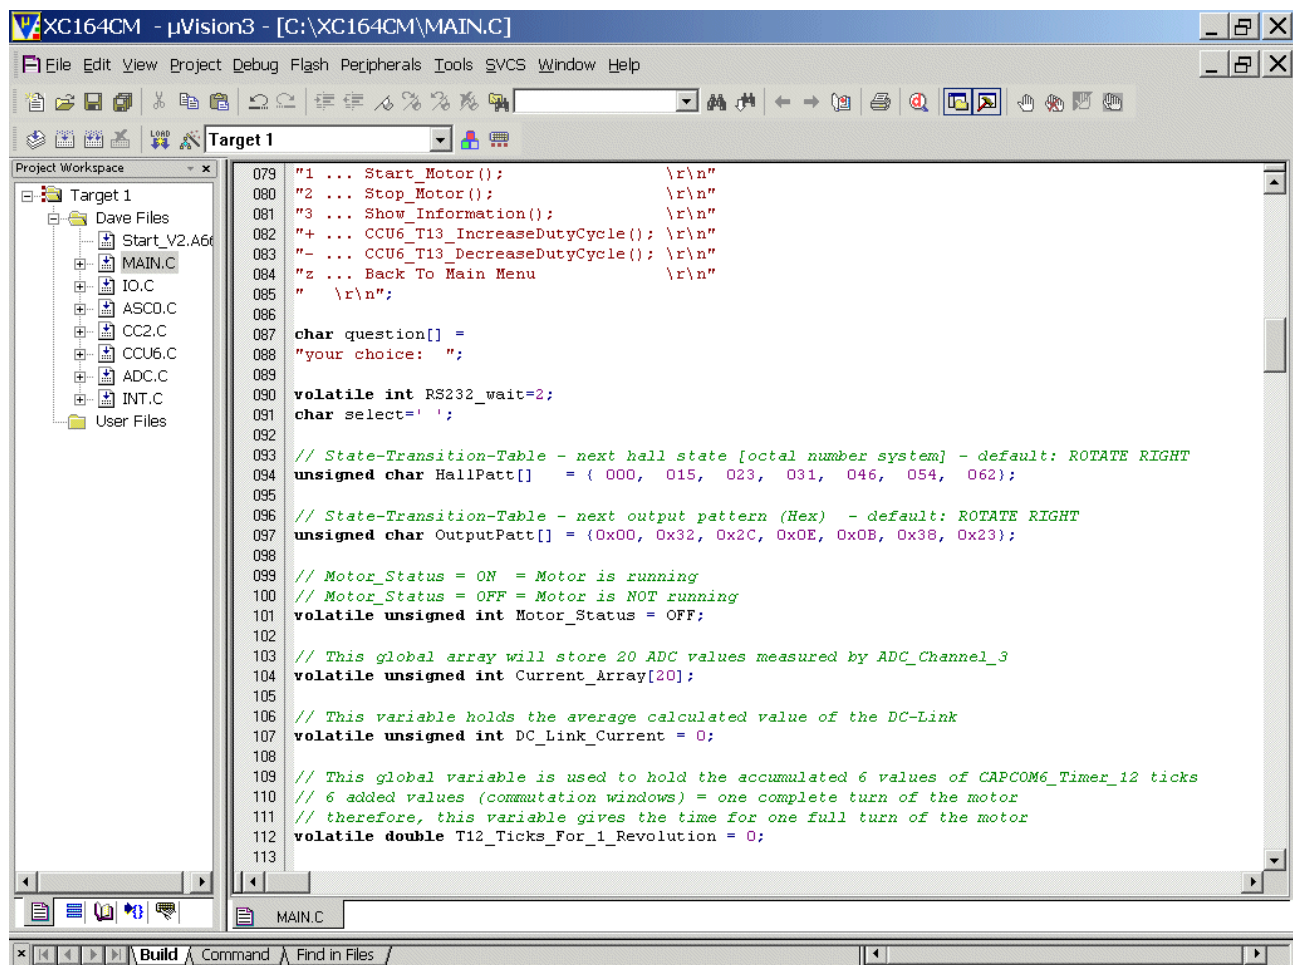 XC164CM - µVision3 - [C:\XC164CM\MAIN.C]
File Edit View Project Debug Flash Peripherals Tools SVCS Window Help
Target 1
Project Workspace
Target 1
Dave Files
Start_V2.A66
MAIN.C
IO.C
ASC0.C
CC2.C
CCU6.C
ADC.C
INT.C
User Files
079 "1 ... Start_Motor(); \r\n"
080 "2 ... Stop_Motor(); \r\n"
081 "3 ... Show_Information(); \r\n"
082 "+ ... CCU6_T13_IncreaseDutyCycle(); \r\n"
083 "- ... CCU6_T13_DecreaseDutyCycle(); \r\n"
084 "z ... Back To Main Menu \r\n"
085 " \r\n";
086
087 char question[] =
088 "your choice: ";
089
090 volatile int RS232_wait=2;
091 char select=' ';
092
093 // State-Transition-Table - next hall state [octal number system] - default: ROTATE RIGHT
094 unsigned char HallPatt[] = { 000, 015, 023, 031, 046, 054, 062};
095
096 // State-Transition-Table - next output pattern (Hex) - default: ROTATE RIGHT
097 unsigned char OutputPatt[] = {0x00, 0x32, 0x2C, 0x0E, 0x0B, 0x38, 0x23};
098
099 // Motor_Status = ON = Motor is running
100 // Motor_Status = OFF = Motor is NOT running
101 volatile unsigned int Motor_Status = OFF;
102
103 // This global array will store 20 ADC values measured by ADC_Channel_3
104 volatile unsigned int Current_Array[20];
105
106 // This variable holds the average calculated value of the DC-Link
107 volatile unsigned int DC_Link_Current = 0;
108
109 // This global variable is used to hold the accumulated 6 values of CAPCOM6_Timer_12 ticks
110 // 6 added values (commutation windows) = one complete turn of the motor
111 // therefore, this variable gives the time for one full turn of the motor
112 volatile double T12_Ticks_For_1_Revolution = 0;
113
MAIN.C
Build Command Find in Files